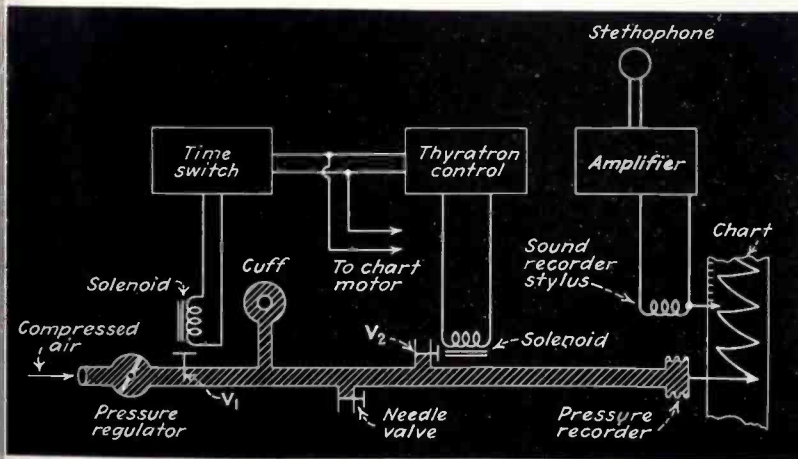 Stethophone
Time
switch
Thyratron
control
Amplifier
Chart
Sound
recorder
stylus
To chart
motor
Cuff
Solenoid
Compressed
air
V2
Solenoid
V1
Pressure
regulator
Needle
valve
Pressure
recorder